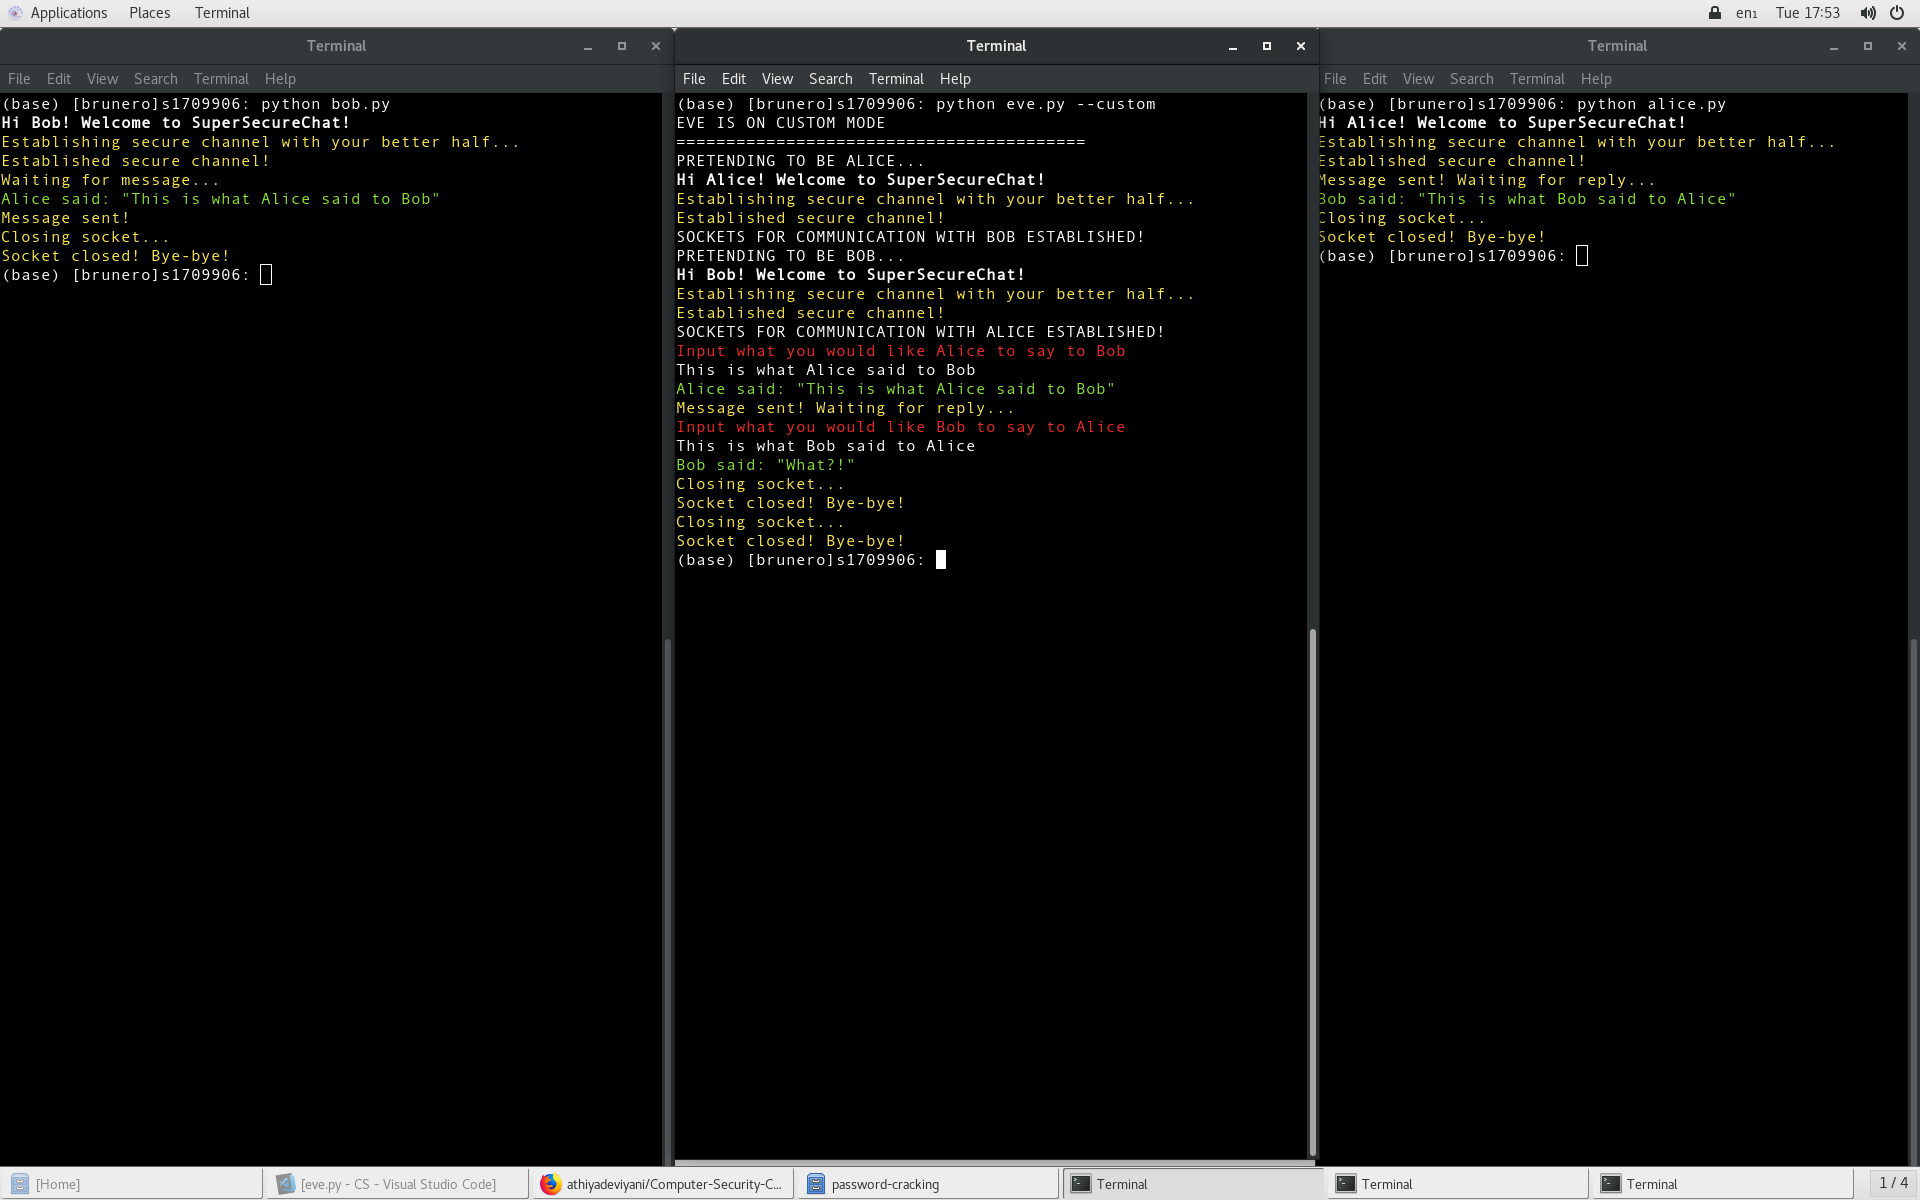 Applications Places Terminal en₁ Tue 17:53
Terminal
File Edit View Search Terminal Help
(base) [brunero]s1709906: python bob.py
Hi Bob! Welcome to SuperSecureChat!
Establishing secure channel with your better half...
Established secure channel!
Waiting for message...
Alice said: "This is what Alice said to Bob"
Message sent!
Closing socket...
Socket closed! Bye-bye!
(base) [brunero]s1709906:
Terminal
File Edit View Search Terminal Help
(base) [brunero]s1709906: python eve.py --custom
EVE IS ON CUSTOM MODE
=========================================
PRETENDING TO BE ALICE...
Hi Alice! Welcome to SuperSecureChat!
Establishing secure channel with your better half...
Established secure channel!
SOCKETS FOR COMMUNICATION WITH BOB ESTABLISHED!
PRETENDING TO BE BOB...
Hi Bob! Welcome to SuperSecureChat!
Establishing secure channel with your better half...
Established secure channel!
SOCKETS FOR COMMUNICATION WITH ALICE ESTABLISHED!
Input what you would like Alice to say to Bob
This is what Alice said to Bob
Alice said: "This is what Alice said to Bob"
Message sent! Waiting for reply...
Input what you would like Bob to say to Alice
This is what Bob said to Alice
Bob said: "What?!"
Closing socket...
Socket closed! Bye-bye!
Closing socket...
Socket closed! Bye-bye!
(base) [brunero]s1709906:
Terminal
File Edit View Search Terminal Help
(base) [brunero]s1709906: python alice.py
Hi Alice! Welcome to SuperSecureChat!
Establishing secure channel with your better half...
Established secure channel!
Message sent! Waiting for reply...
Bob said: "This is what Bob said to Alice"
Closing socket...
Socket closed! Bye-bye!
(base) [brunero]s1709906:
[Home] [eve.py - CS - Visual Studio Code] athiyadeviyani/Computer-Security-C... password-cracking Terminal Terminal Terminal 1 / 4